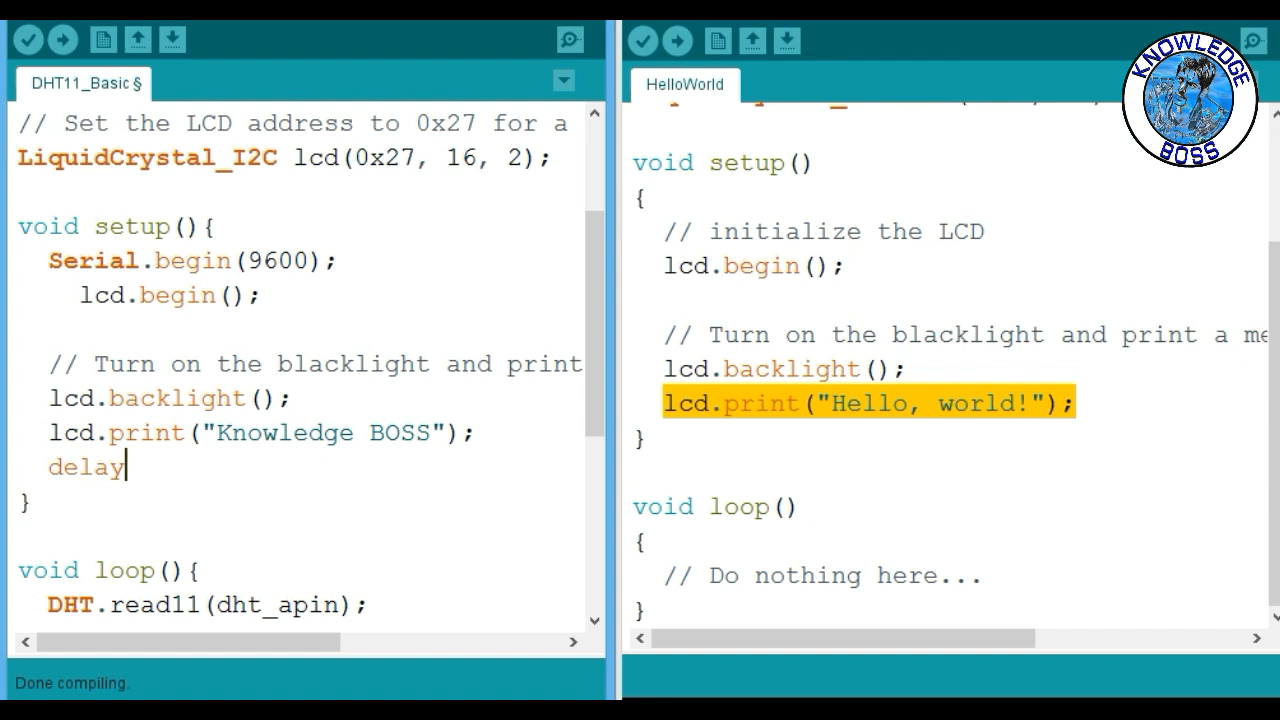 DHT11_Basic §
// Set the LCD address to 0x27 for a
LiquidCrystal_I2C lcd(0x27, 16, 2);
void setup(){
Serial.begin(9600);
lcd.begin();
// Turn on the blacklight and print
lcd.backlight();
lcd.print("Knowledge BOSS");
delay
}
void loop(){
DHT.read11(dht_apin);
Done compiling.
HelloWorld
void setup()
{
// initialize the LCD
lcd.begin();
// Turn on the blacklight and print a me
lcd.backlight();
lcd.print("Hello, world!");
}
void loop()
{
// Do nothing here...
}
KNOWLEDGE
BOSS